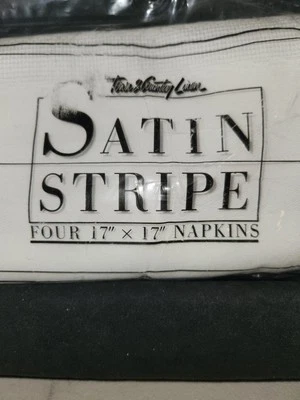 Town & Country Linen
SATIN
STRIPE
FOUR 17" × 17" NAPKINS